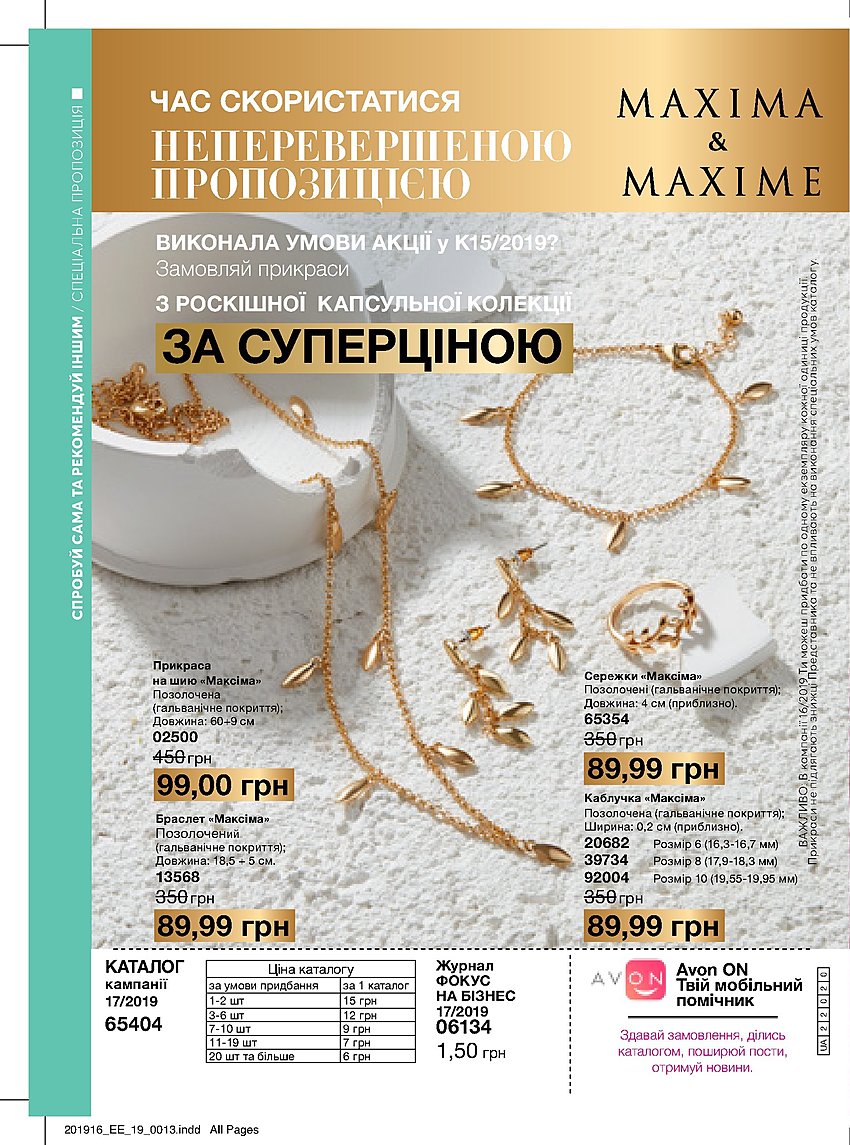 СПРОБУЙ САМА ТА РЕКОМЕНДУЙ ІНШИМ / СПЕЦІАЛЬНА ПРОПОЗИЦІЯ
ЧАС СКОРИСТАТИСЯ
НЕПЕРЕВЕРШЕНОЮ
ПРОПОЗИЦІЄЮ
MAXIMA
&
MAXIME
ВИКОНАЛА УМОВИ АКЦІЇ у К15/2019?
Замовляй прикраси
З РОСКІШНОЇ КАПСУЛЬНОЇ КОЛЕКЦІЇ
ЗА СУПЕРЦІНОЮ
ВАЖЛИВО. В кампанії 16/2019 Ти можеш придбати по одному екземпляру кожної одиниці продукції.
Прикраси не підлягають знижці Представника та не впливають на виконання спеціальних умов каталогу.
Прикраса
на шию «Максіма»
Позолочена
(гальванічне покриття);
Довжина: 60+9 см
02500
450 грн
99,00 грн
Браслет «Максіма»
Позолочений
(гальванічне покриття);
Довжина: 18,5 + 5 см.
13568
350 грн
89,99 грн
Сережки «Максіма»
Позолочені (гальванічне покриття);
Довжина: 4 см (приблизно).
65354
350 грн
89,99 грн
Каблучка «Максіма»
Позолочена (гальванічне покриття);
Ширина: 0,2 см (приблизно).
20682 Розмір 6 (16,3-16,7 мм)
39734 Розмір 8 (17,9-18,3 мм)
92004 Розмір 10 (19,55-19,95 мм)
350 грн
89,99 грн
КАТАЛОГ
кампанії
17/2019
65404
Ціна каталогу
за умови придбання за 1 каталог
1-2 шт 15 грн
3-6 шт 12 грн
7-10 шт 9 грн
11-19 шт 7 грн
20 шт та більше 6 грн
Журнал
ФОКУС
НА БІЗНЕС
17/2019
06134
1,50 грн
AVON
Avon ON
Твій мобільний
помічник
Здавай замовлення, ділись
каталогом, поширюй пости,
отримуй новини.
UA 2 2 0 2 0
201916_EE_19_0013.indd All Pages